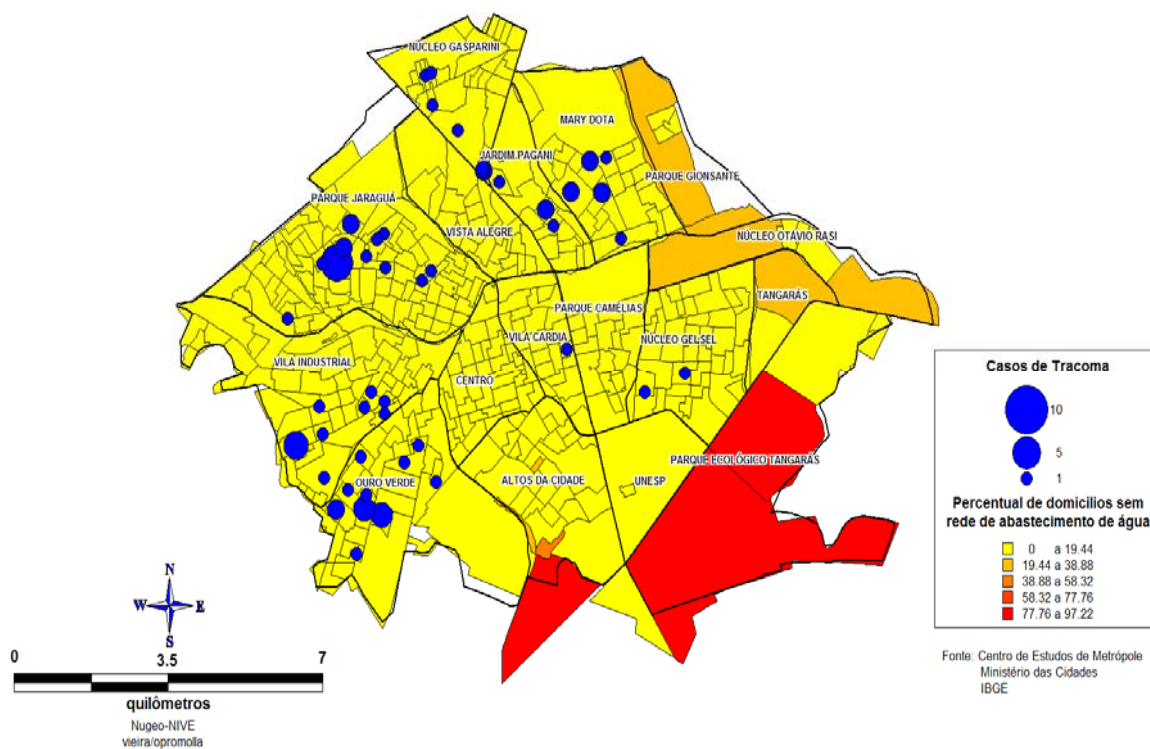 NÚCLEO GASPARINI
MARY DOTA
JARDIM PAGANI
PARQUE GIONSANTE
PARQUE JARAGUÁ
VISTA ALEGRE
NÚCLEO OTÁVIO RASI
TANGARÁS
PARQUE CAMÉLIAS
VILA CARDIA
NÚCLEO GELSEL
VILA INDUSTRIAL
CENTRO
PARQUE ECOLÓGICO TANGARÁS
OURO VERDE
ALTOS DA CIDADE
UNESP
Casos de Tracoma
10
5
1
Percentual de domicilios sem
rede de abastecimento de água
0 a 19.44
19.44 a 38.88
38.88 a 58.32
58.32 a 77.76
77.76 a 97.22
Fonte: Centro de Estudos de Metrópole
Ministério das Cidades
IBGE
N
W E
S
0 3.5 7
quilômetros
Nugeo-NIVE
vieira/opromolla